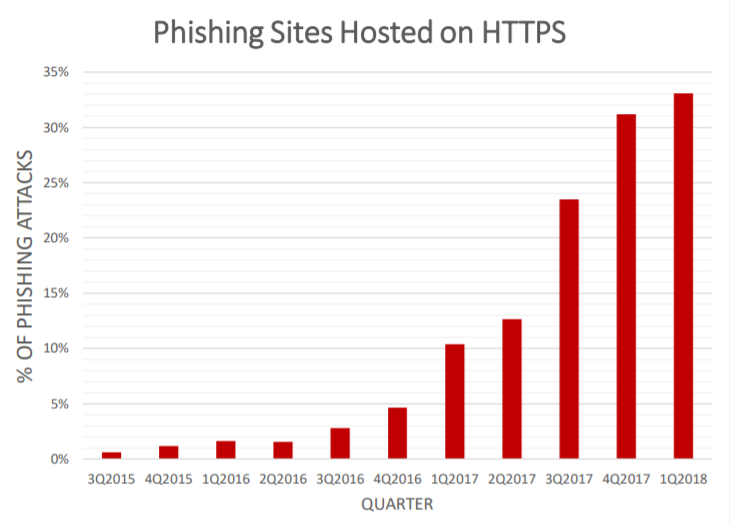 Phishing Sites Hosted on HTTPS
35%
30%
25%
20%
15%
10%
5%
0%
% OF PHISHING ATTACKS
3Q2015 4Q2015 1Q2016 2Q2016 3Q2016 4Q2016 1Q2017 2Q2017 3Q2017 4Q2017 1Q2018
QUARTER